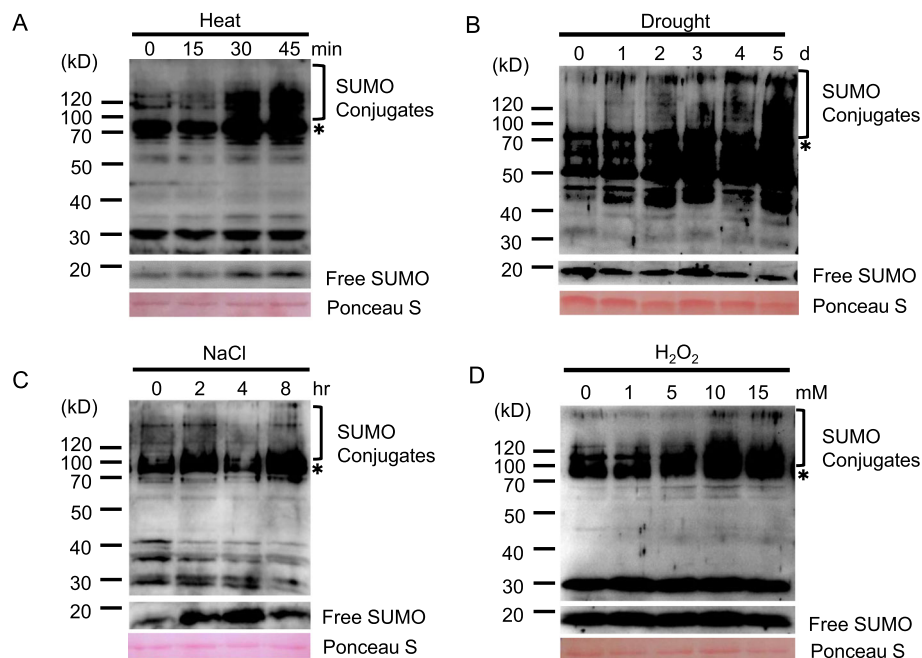 A
Heat
0 15 30 45 min
(kD)
120
100
70
50
40
30
20
SUMO
Conjugates
*
Free SUMO
Ponceau S
B
Drought
0 1 2 3 4 5 d
(kD)
120
100
70
50
40
30
20
SUMO
Conjugates
*
Free SUMO
Ponceau S
C
NaCl
0 2 4 8 hr
(kD)
120
100
70
50
40
30
20
SUMO
Conjugates
*
Free SUMO
Ponceau S
D
H₂O₂
0 1 5 10 15 mM
(kD)
120
100
70
50
40
30
20
SUMO
Conjugates
*
Free SUMO
Ponceau S